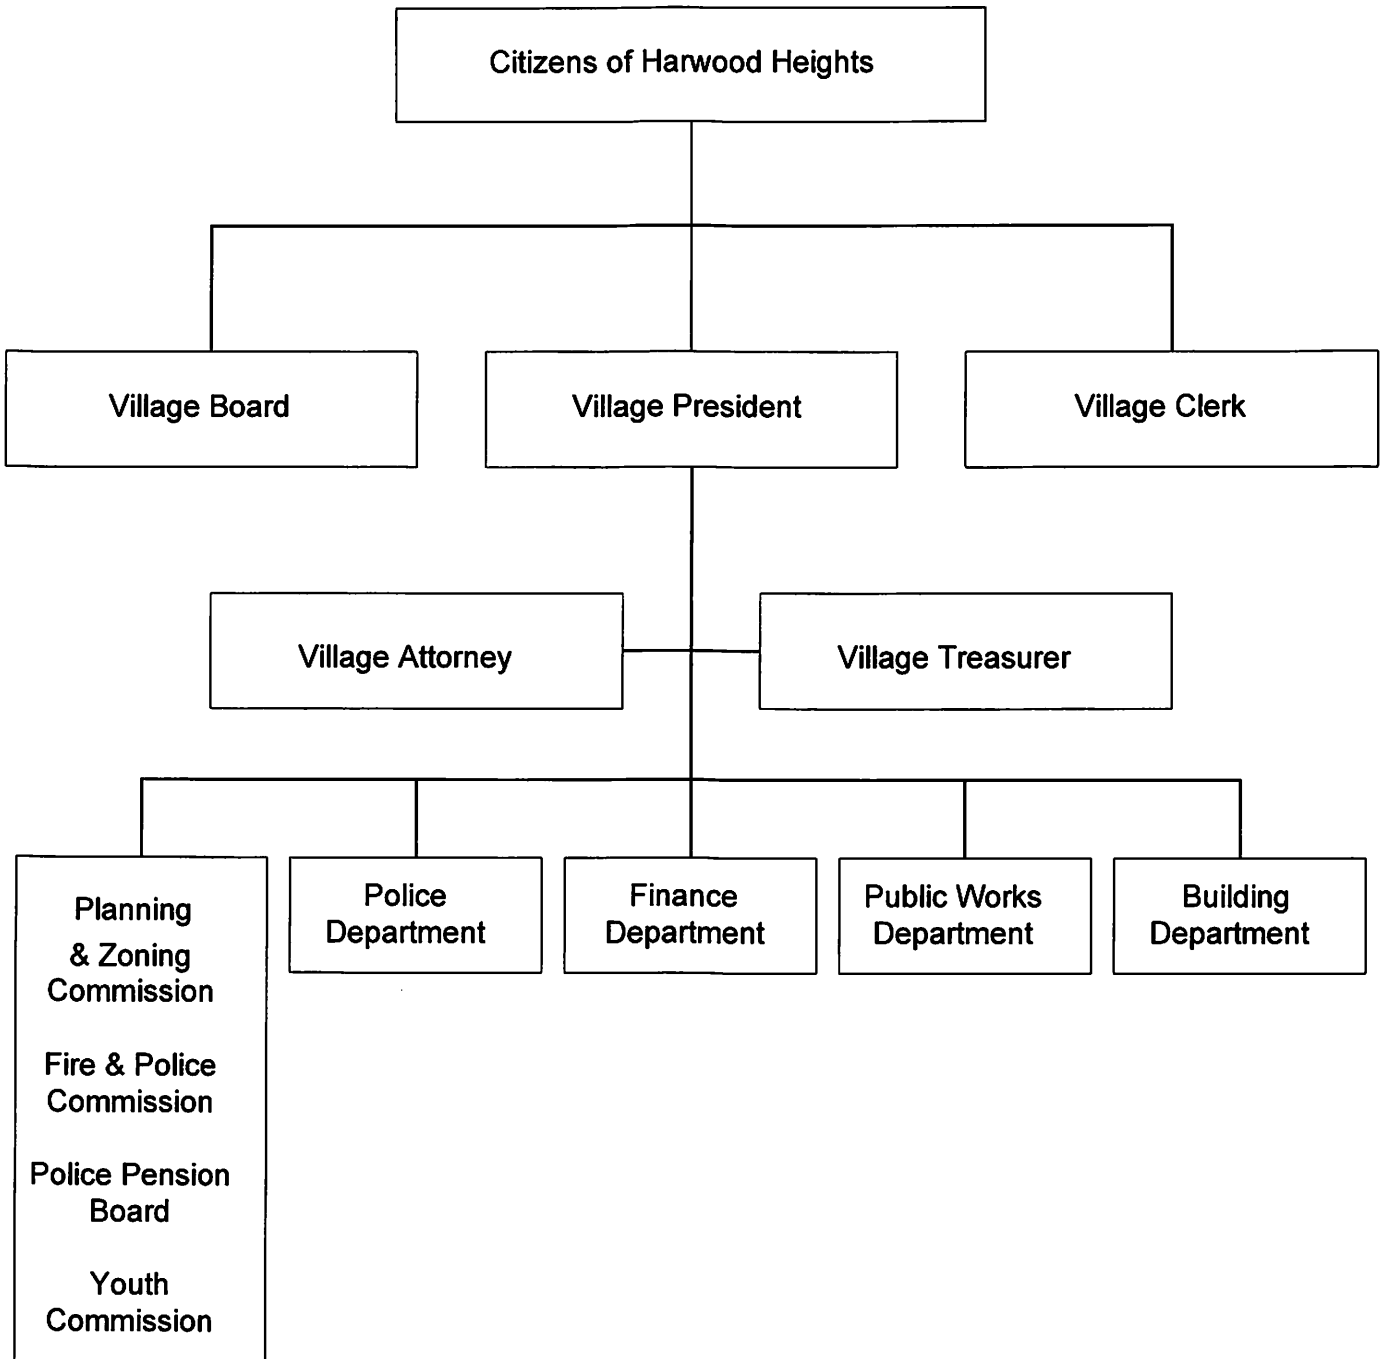 Citizens of Harwood Heights
Village Board
Village President
Village Clerk
Village Attorney
Village Treasurer
Planning
& Zoning
Commission
Fire & Police
Commission
Police Pension
Board
Youth
Commission
Police
Department
Finance
Department
Public Works
Department
Building
Department